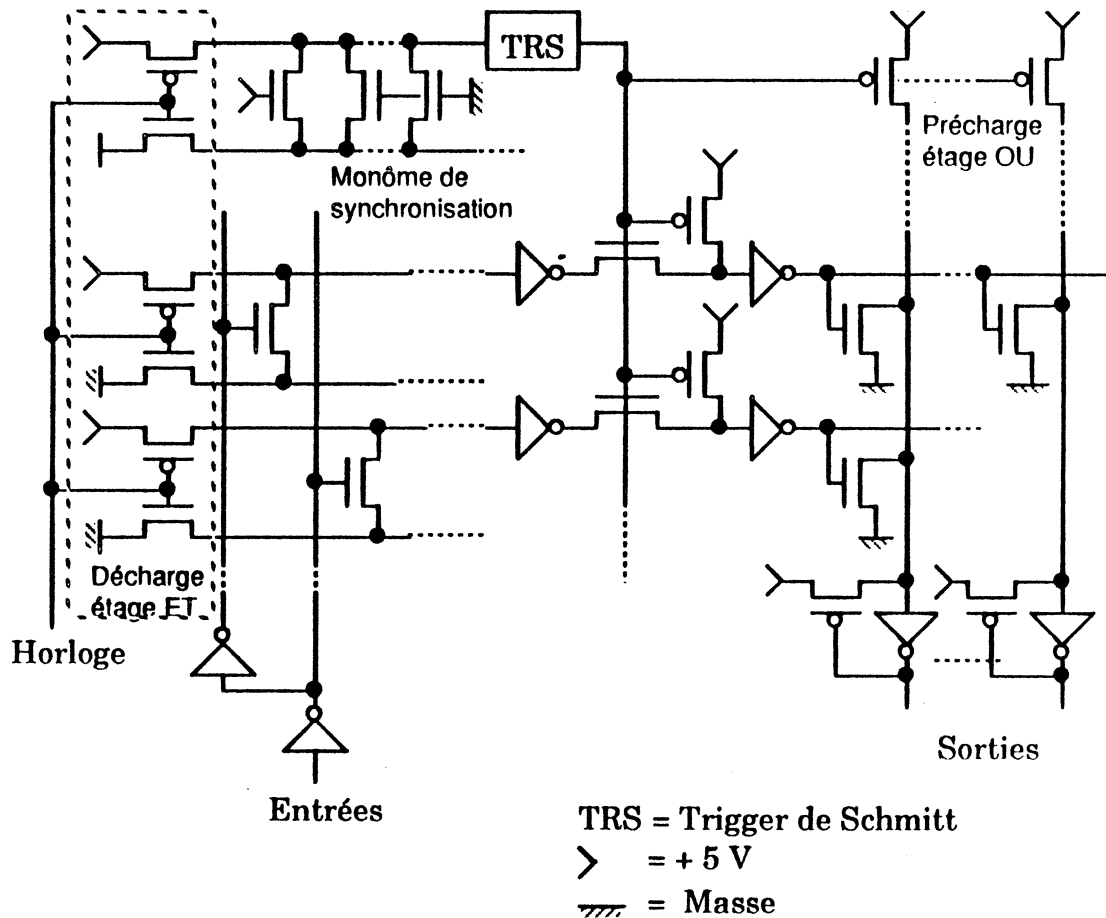 TRS
Précharge
étage OU
Monôme de
synchronisation
Décharge
étage ET
Horloge
Entrées
Sorties
TRS = Trigger de Schmitt
= + 5 V
= Masse